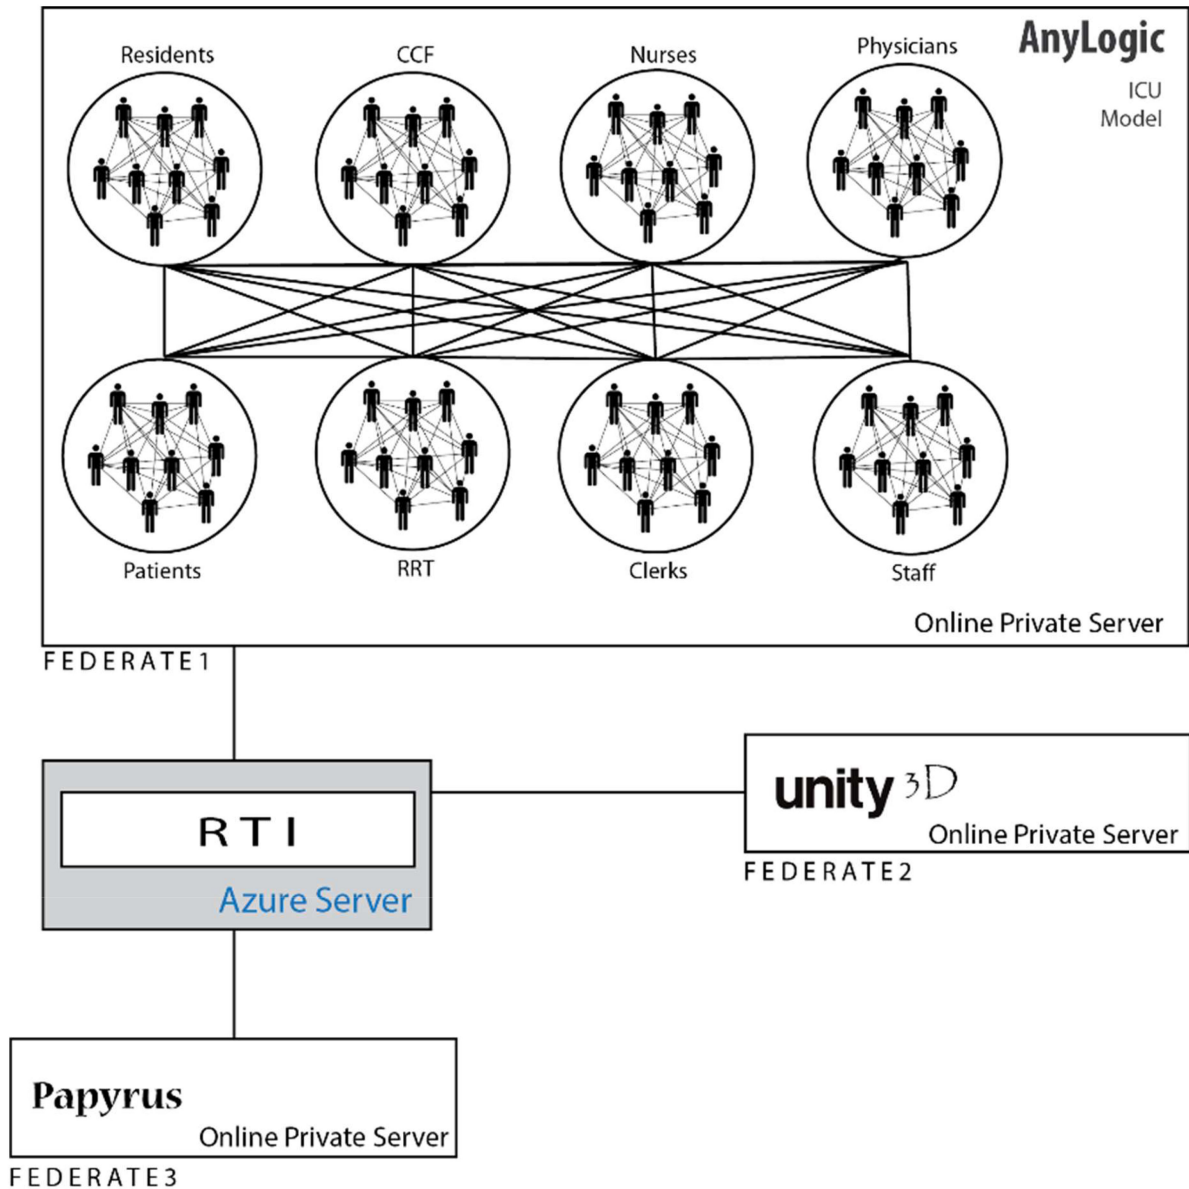 Residents
CCF
Nurses
Physicians
AnyLogic
ICU
Model
Patients
RRT
Clerks
Staff
Online Private Server
FEDERATE1
RTI
Azure Server
unity 3D
Online Private Server
FEDERATE2
Papyrus
Online Private Server
FEDERATE3